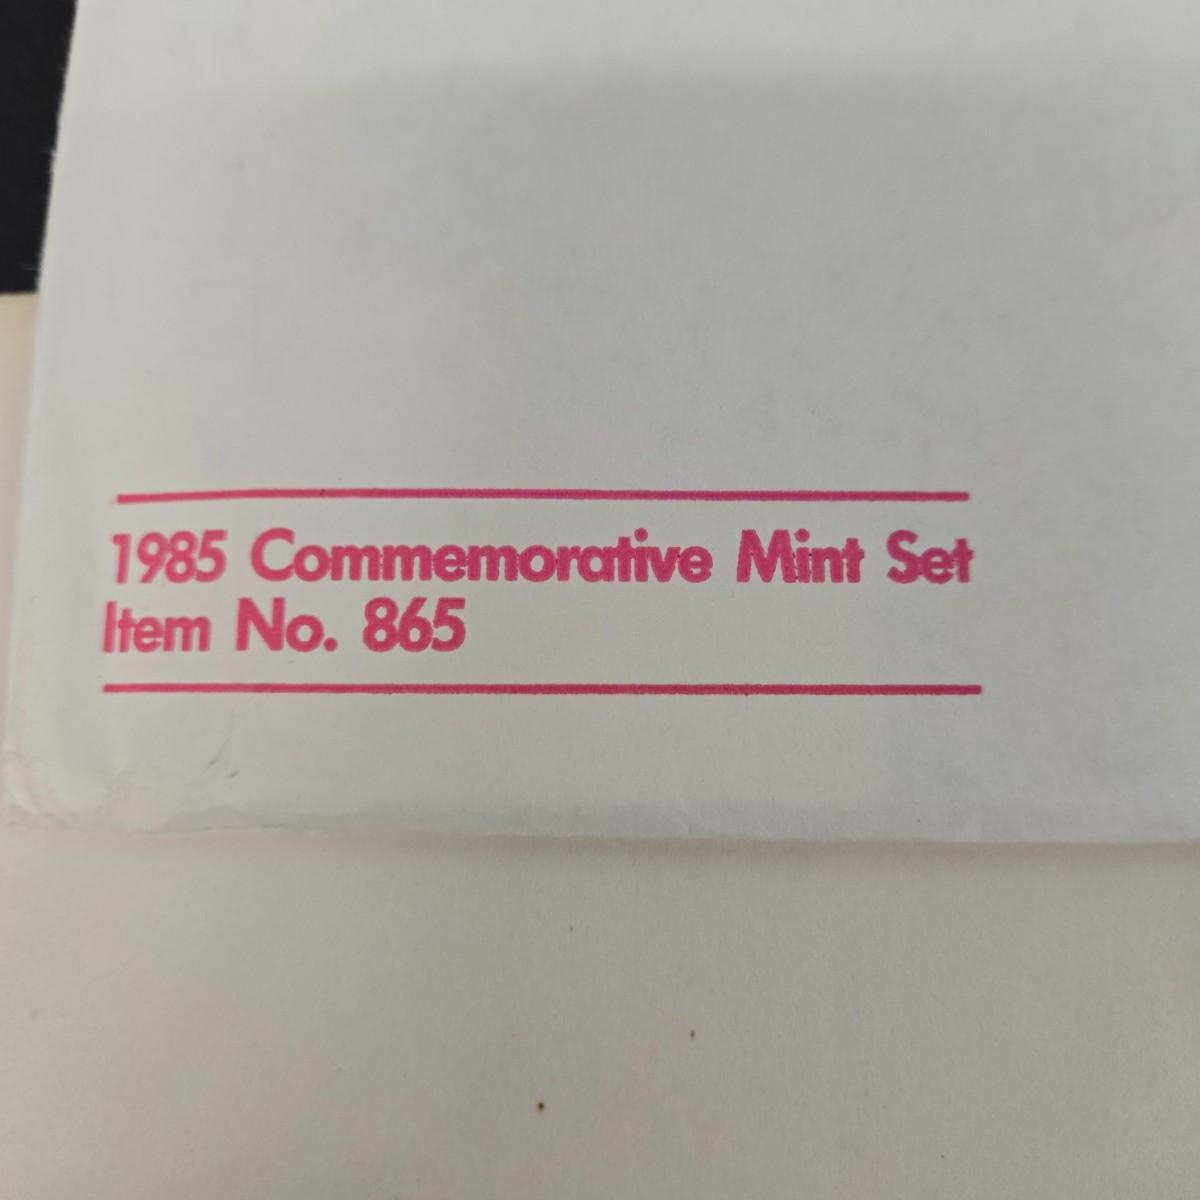 1985 Commemorative Mint Set
Item No. 865